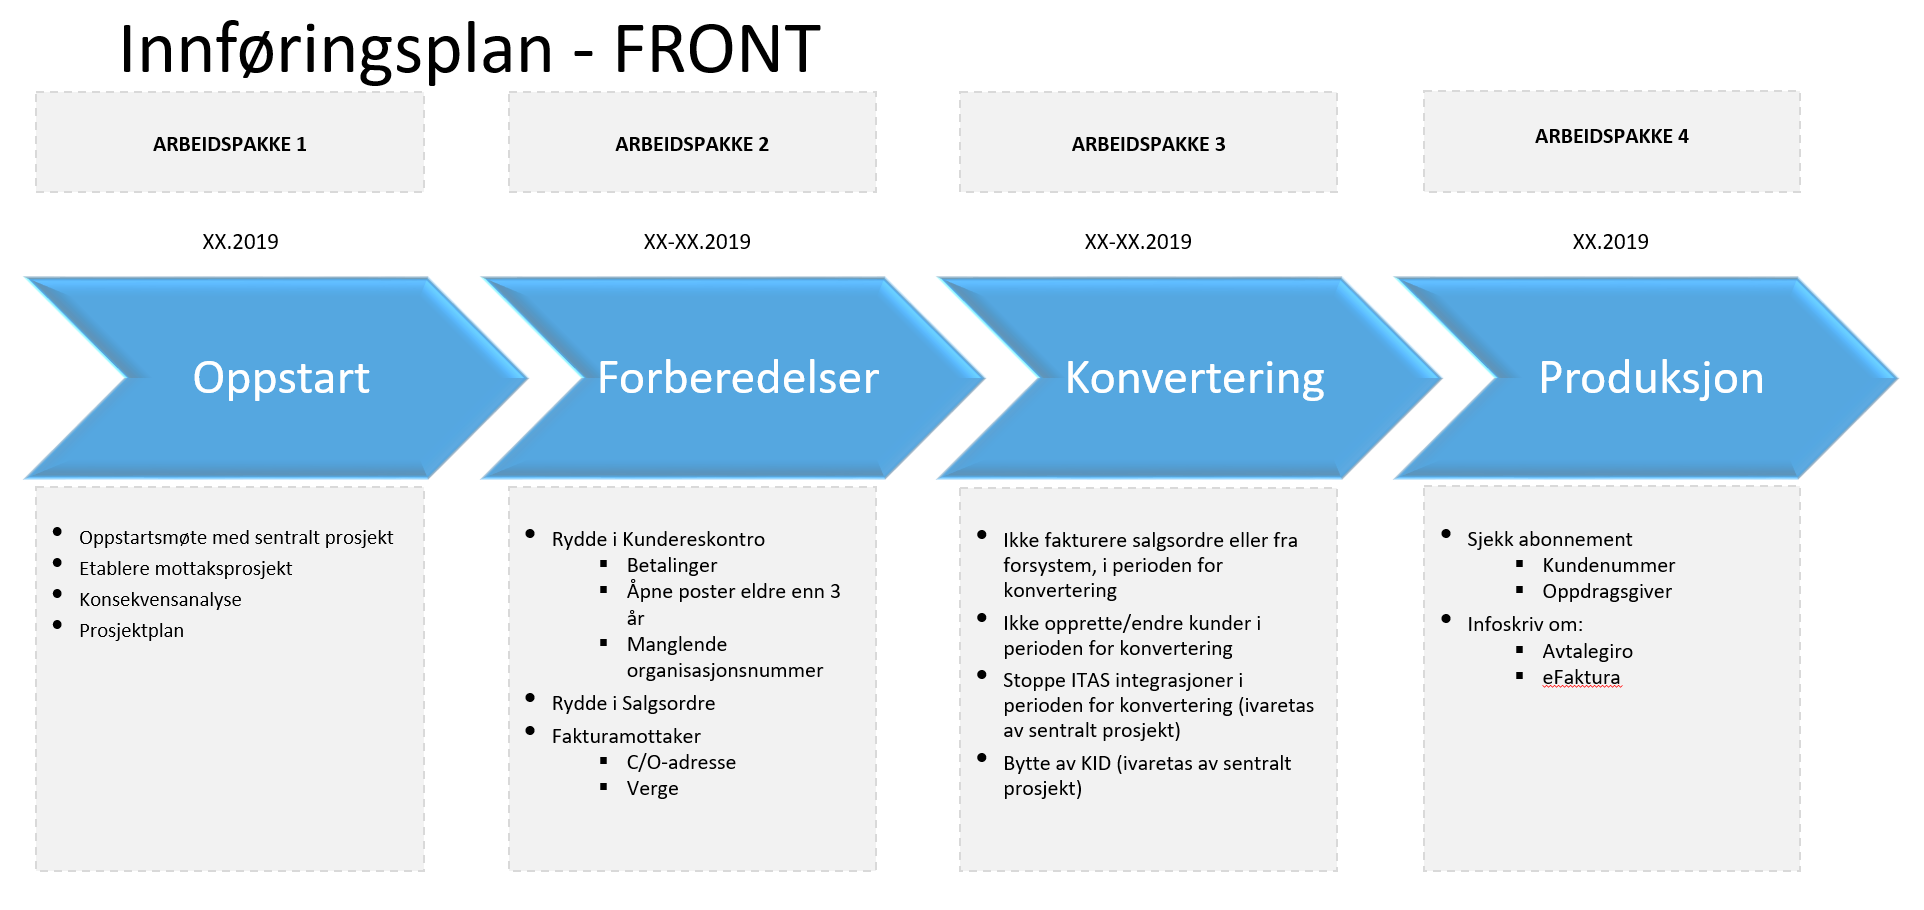 Innføringsplan - FRONT
ARBEIDSPAKKE 1
ARBEIDSPAKKE 2
ARBEIDSPAKKE 3
ARBEIDSPAKKE 4
XX.2019
XX-XX.2019
XX-XX.2019
XX.2019
Oppstart
Forberedelser
Konvertering
Produksjon
• Oppstartsmøte med sentralt prosjekt
• Etablere mottaksprosjekt
• Konsekvensanalyse
• Prosjektplan
• Rydde i Kundereskontro
▪ Betalinger
▪ Åpne poster eldre enn 3
år
▪ Manglende
organisasjonsnummer
• Rydde i Salgsordre
• Fakturamottaker
▪ C/O-adresse
▪ Verge
• Ikke fakturere salgsordre eller fra
forsystem, i perioden for
konvertering
• Ikke opprette/endre kunder i
perioden for konvertering
• Stoppe ITAS integrasjoner i
perioden for konvertering (ivaretas
av sentralt prosjekt)
• Bytte av KID (ivaretas av sentralt
prosjekt)
• Sjekk abonnement
▪ Kundenummer
▪ Oppdragsgiver
• Infoskriv om:
▪ Avtalegiro
▪ eFaktura